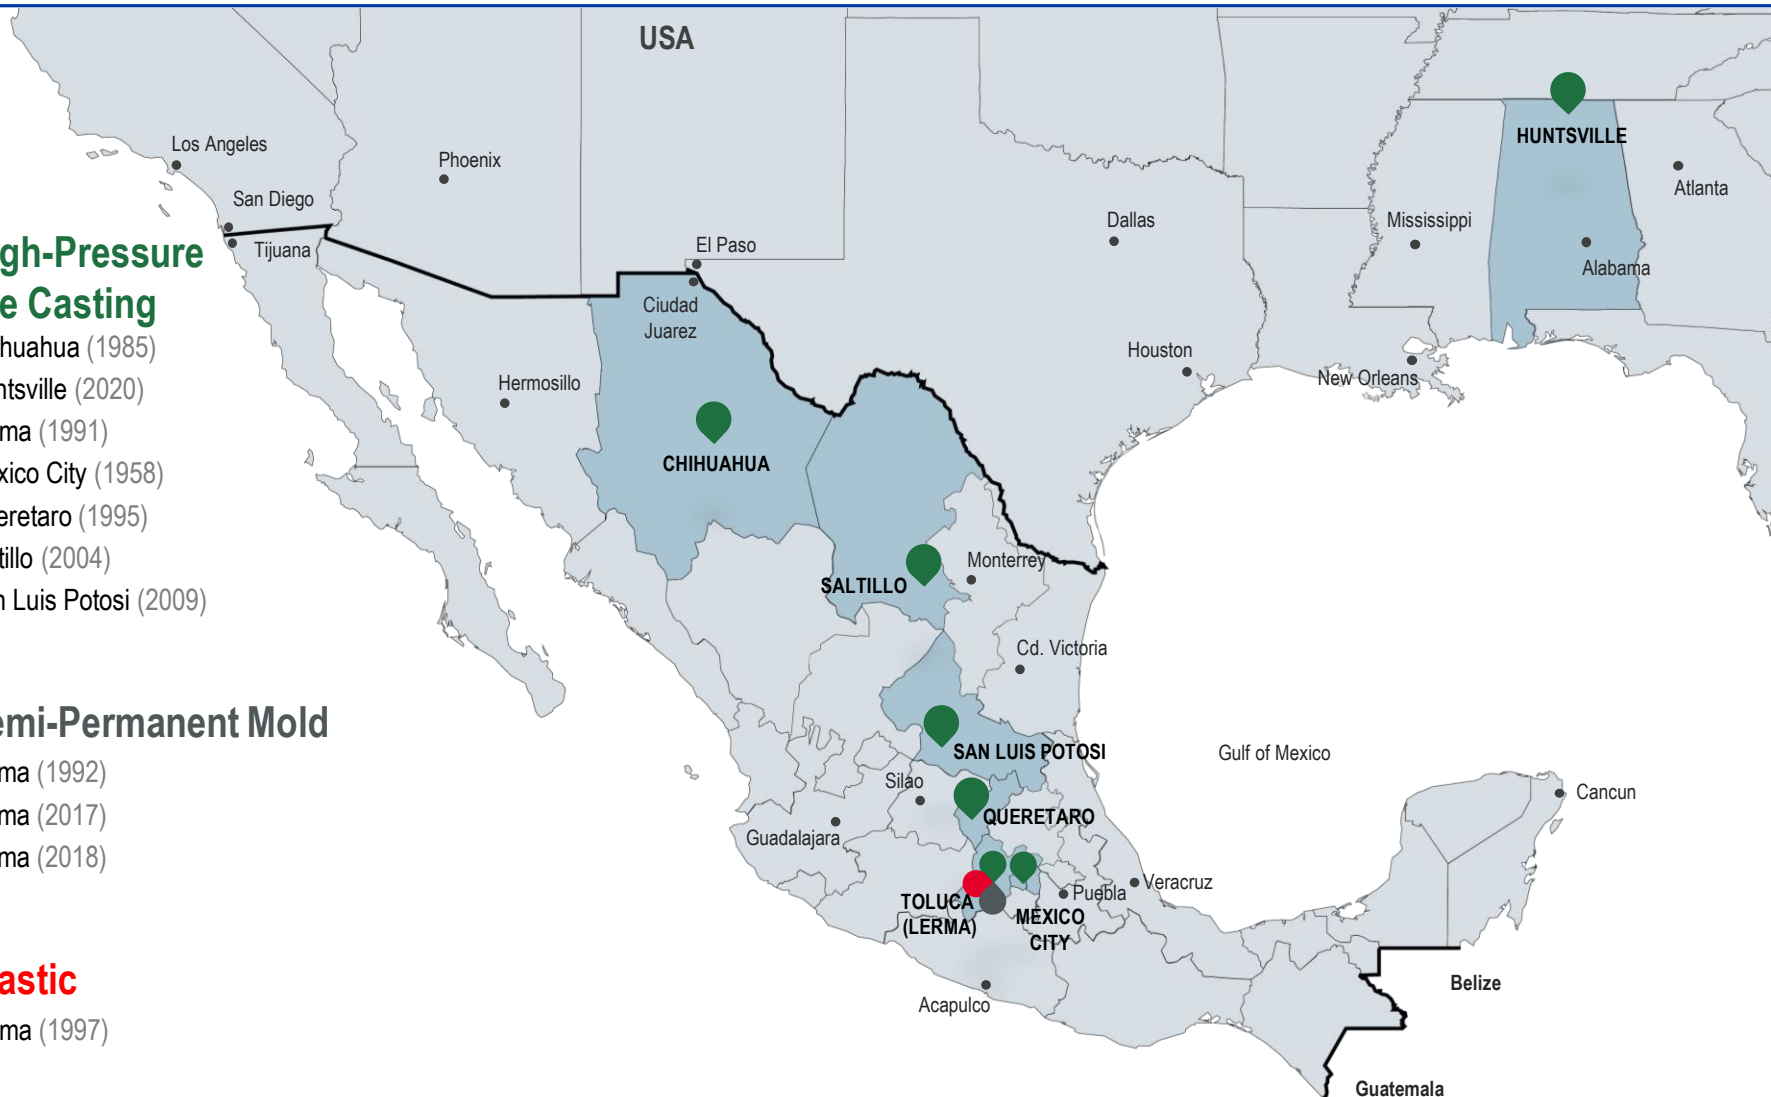 USA
HUNTSVILLE
Los Angeles
Phoenix
Atlanta
San Diego
Dallas
Mississippi
Tijuana
El Paso
Alabama
gh-Pressure
e Casting
huahua (1985)
ntsville (2020)
ma (1991)
xico City (1958)
eretaro (1995)
tillo (2004)
n Luis Potosi (2009)
Ciudad
Juarez
Houston
New Orleans
Hermosillo
CHIHUAHUA
Monterrey
SALTILLO
Cd. Victoria
emi-Permanent Mold
ma (1992)
ma (2017)
ma (2018)
SAN LUIS POTOSI
Gulf of Mexico
Silao
Cancun
QUERETARO
Guadalajara
TOLUCA
(LERMA)
MEXICO
CITY
Puebla
Veracruz
astic
ma (1997)
Acapulco
Belize
Guatemala